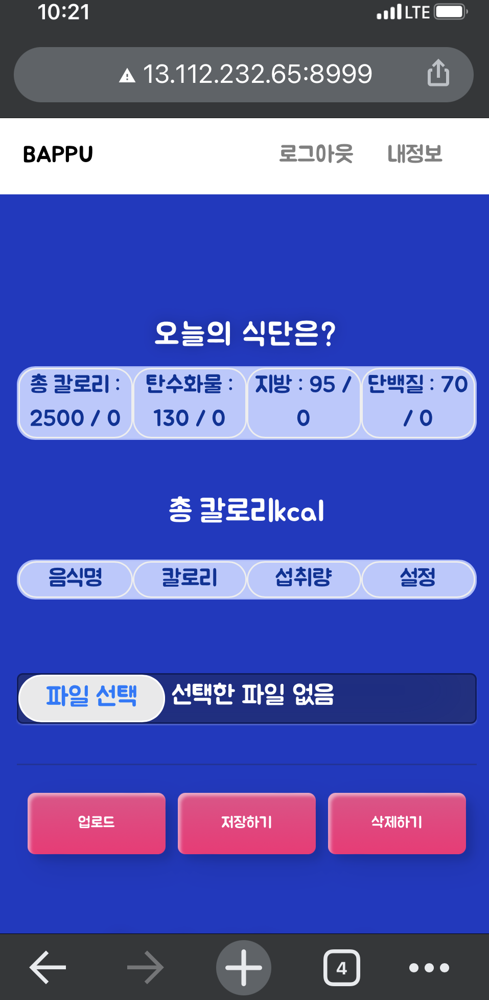 10:21
LTE
13.112.232.65:8999
BAPPU
로그아웃
내정보
오늘의 식단은?
총 칼로리 :
2500 / 0
탄수화물 :
130 / 0
지방 : 95 /
0
단백질 : 70
/ 0
총 칼로리kcal
음식명
칼로리
섭취량
설정
파일 선택
선택한 파일 없음
업로드
저장하기
삭제하기
4